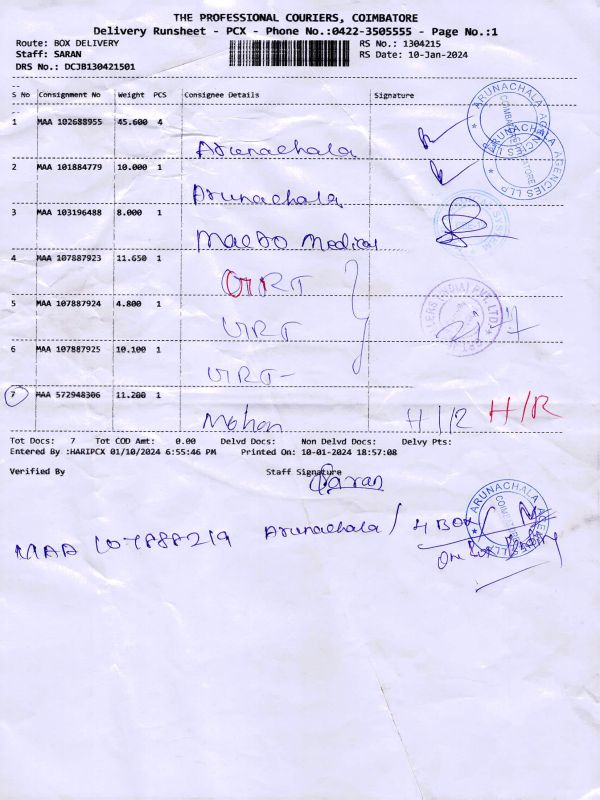 THE PROFESSIONAL COURIERS, COIMBATORE
Delivery Runsheet - PCX - Phone No.:0422-3505555 - Page No.:1
Route: BOX DELIVERY RS No.: 1304215
Staff: SARAN RS Date: 10-Jan-2024
DRS No.: DCJB130421501
S No Consignment No Weight PCS Consignee Details Signature
1 MAA 102688955 45.600 4
Arunachala
2 MAA 101884779 10.000 1
Arunachala
3 MAA 103196488 8.000 1
Maedo Medical
4 MAA 107887923 11.650 1
URT
5 MAA 107887924 4.800 1
URT
6 MAA 107887925 10.100 1
URT
7 MAA 572948306 11.200 1
Mohan H/R H/R
Tot Docs: 7 Tot COD Amt: 0.00 Delvd Docs: Non Delvd Docs: Delvy Pts:
Entered By :HARIPCX 01/10/2024 6:55:46 PM Printed On: 10-01-2024 18:57:08
Verified By Staff Signature
Saran
MAA 107888219 Arunachala / 4 Box
ARUNACHALA AGENCIES LLP
COIMBATORE